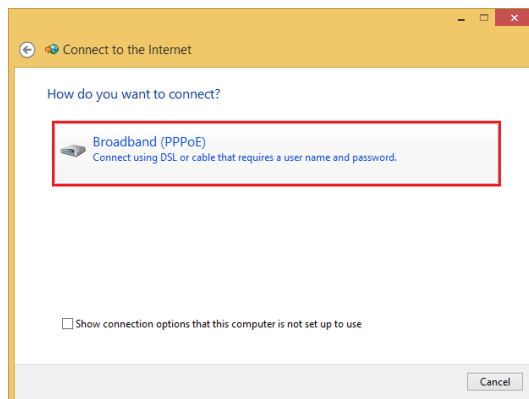 Connect to the Internet
How do you want to connect?
Broadband (PPPoE)
Connect using DSL or cable that requires a user name and password.
Show connection options that this computer is not set up to use
Cancel